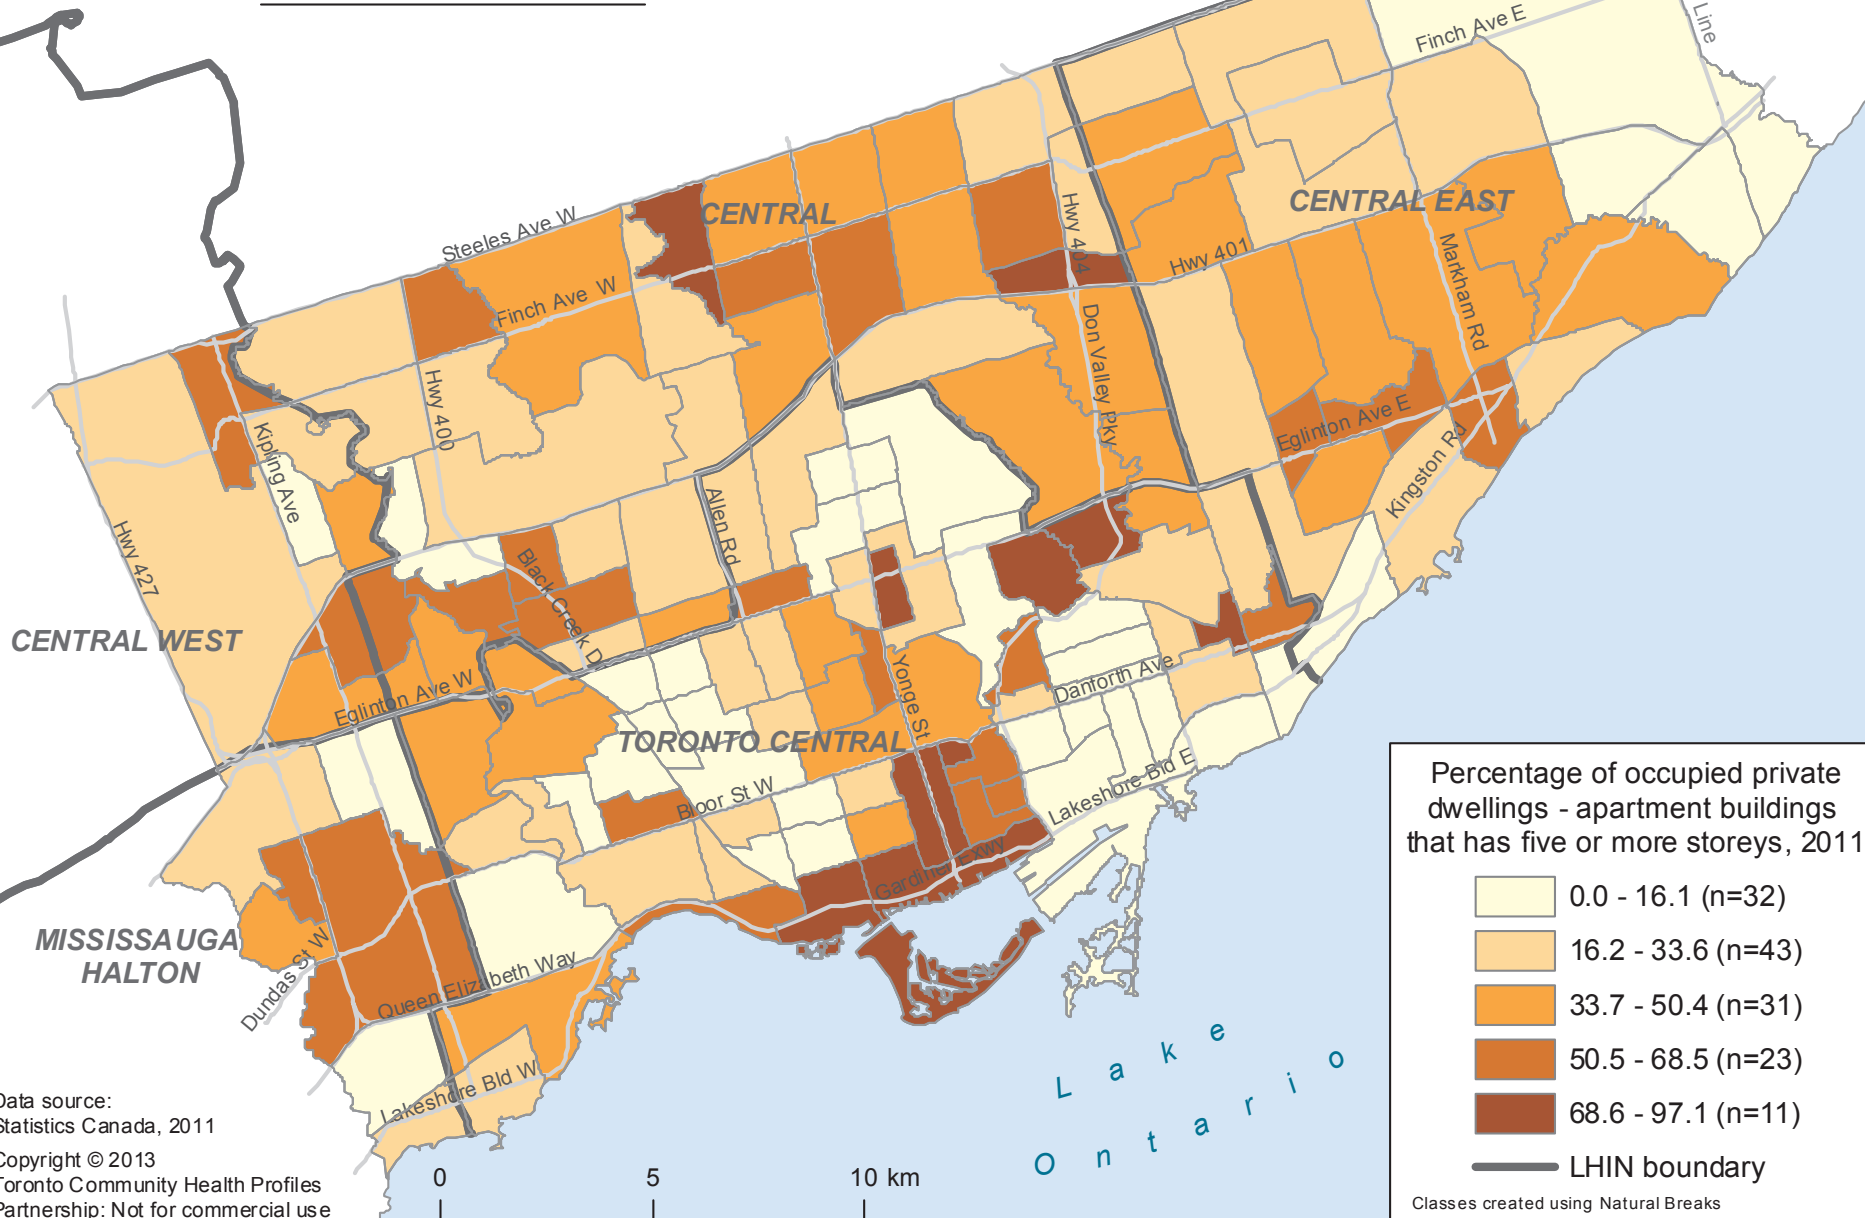 Finch Ave E
Line
CENTRAL
CENTRAL EAST
Steeles Ave W
Hwy 404
Hwy 401
Markham Rd
Finch Ave W
Don Valley Pky
Hwy 400
Kipling Ave
Eglinton Ave E
Kingston Rd
Allen Rd
Hwy 427
Black Creek D
CENTRAL WEST
Eglinton Ave W
Yonge St
Danforth Ave
TORONTO CENTRAL
Bloor St W
Lakeshore Bld E
Gardiner Expwy
MISSISSAUGA
HALTON
Dundas St W
Queen Elizabeth Way
Lakeshore Bld W
Lake
Ontario
Percentage of occupied private
dwellings - apartment buildings
that has five or more storeys, 2011
0.0 - 16.1 (n=32)
16.2 - 33.6 (n=43)
33.7 - 50.4 (n=31)
50.5 - 68.5 (n=23)
68.6 - 97.1 (n=11)
LHIN boundary
Classes created using Natural Breaks
Data source:
Statistics Canada, 2011
Copyright © 2013
Toronto Community Health Profiles
Partnership: Not for commercial use
0 5 10 km